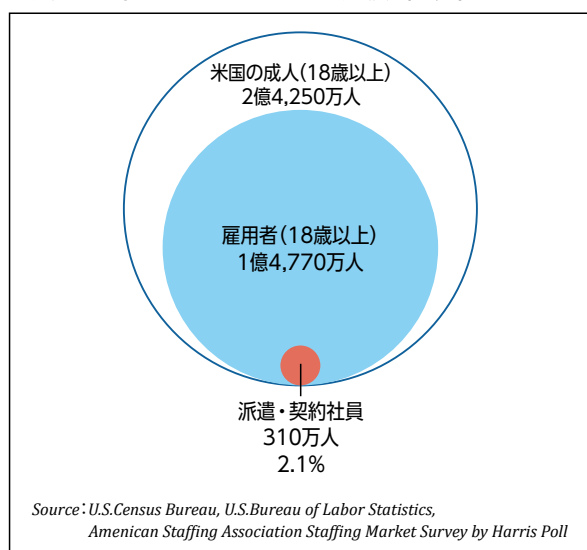 米国の成人(18歳以上)
2億4,250万人
雇用者(18歳以上)
1億4,770万人
派遣・契約社員
310万人
2.1%
Source：U.S.Census Bureau, U.S.Bureau of Labor Statistics,
Amenican Staffing Association Staffing Market Survey by Harris Poll